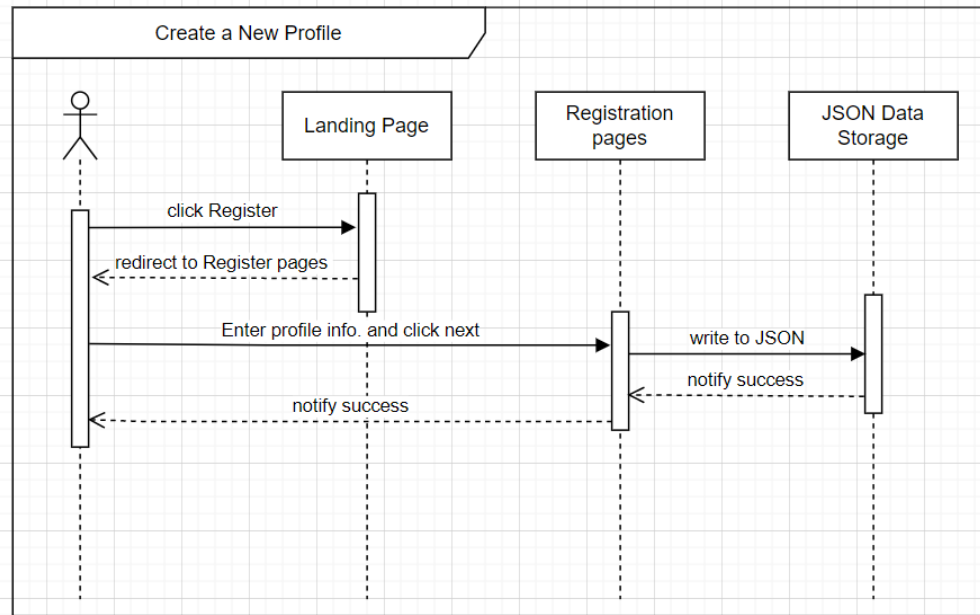 Create a New Profile
Landing Page
Registration
pages
JSON Data
Storage
click Register
redirect to Register pages
Enter profile info. and click next
write to JSON
notify success
notify success